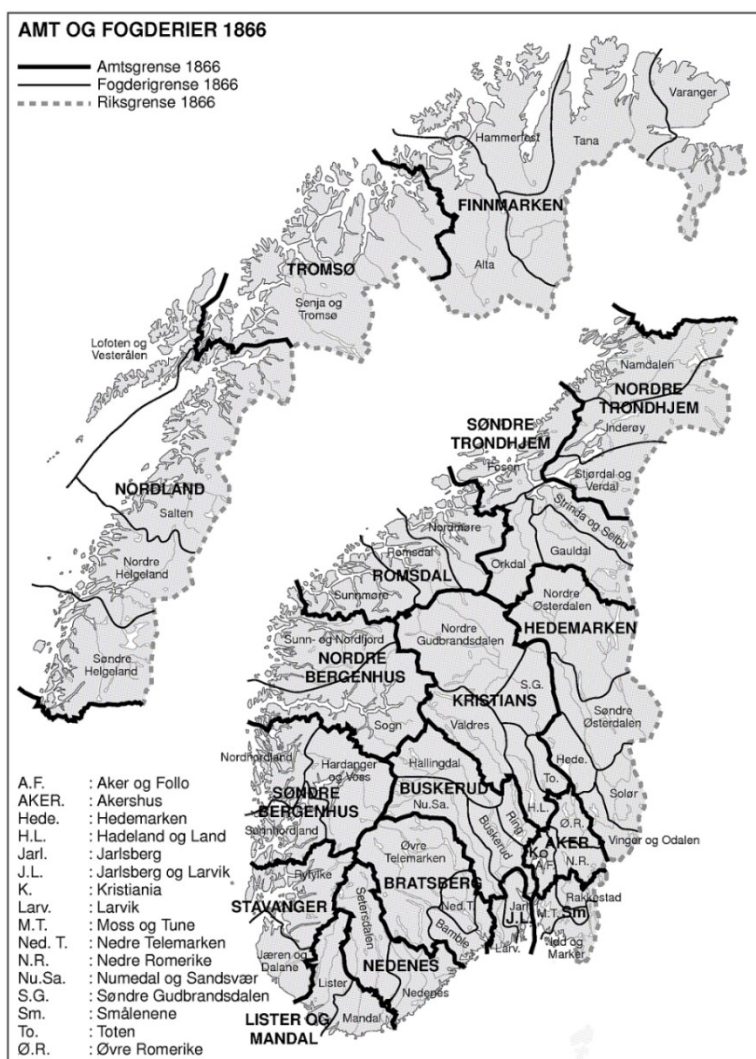 AMT OG FOGDERIER 1866
Amtsgrense 1866
Fogderigrense 1866
Riksgrense 1866
Varanger
Hammerfest
Tana
FINNMARKEN
Alta
TROMSØ
Senja og
Tromsø
Lofoten og
Vesterålen
NORDLAND
Salten
Nordre
Helgeland
Søndre
Helgeland
Namdalen
NORDRE
TRONDHJEM
Inderøy
SØNDRE
TRONDHJEM
Fosen
Stjørdal og
Verdal
Strinda og Selbu
Nordmøre
Orkdal
Gauldal
Romsdal
ROMSDAL
Sunnmøre
Nordre
Østerdalen
HEDEMARKEN
Sunn- og Nordfjord
Nordre
Gudbrandsdalen
NORDRE
BERGENHUS
S.G.
KRISTIANS
Søndre
Østerdalen
Sogn
Valdres
Nordhordland
Hardanger
og Voss
Hallingdal
Hede.
To.
SØNDRE
BERGENHUS
BUSKERUD
Nu.Sa.
Solør
H.L.
Sunnhordland
Buskerud
Ring.
Ø.R.
Vinger og Odalen
Øvre
Telemarken
Ko
AKER.
A.F.
N.R.
Ryfylke
BRATSBERG
Rakkestad
STAVANGER
Setersdalen
Ned.T.
Jarl.
J.L.
M.T.
Sm
Bamble
Larv.
Idd og
Marker
Jæren og
Dalane
NEDENES
Lister
Nedenes
LISTER OG
MANDAL
Mandal
A.F. : Aker og Follo
AKER. : Akershus
Hede. : Hedemarken
H.L. : Hadeland og Land
Jarl. : Jarlsberg
J.L. : Jarlsberg og Larvik
K. : Kristiania
Larv. : Larvik
M.T. : Moss og Tune
Ned. T. : Nedre Telemarken
N.R. : Nedre Romerike
Nu.Sa. : Numedal og Sandsvær
S.G. : Søndre Gudbrandsdalen
Sm. : Smålenene
To. : Toten
Ø.R. : Øvre Romerike